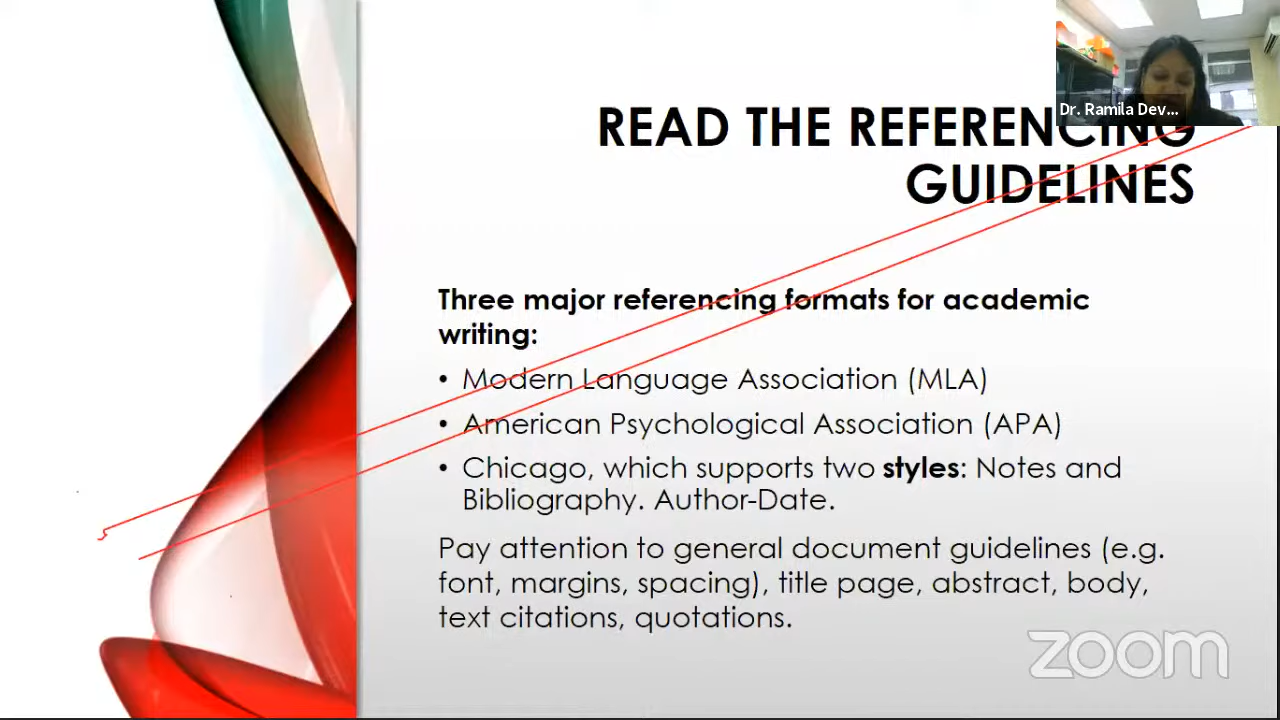 Dr. Ramila Dev...
READ THE REFERENCING
GUIDELINES
Three major referencing formats for academic
writing:
• Modern Language Association (MLA)
• American Psychological Association (APA)
• Chicago, which supports two styles: Notes and
Bibliography. Author-Date.
Pay attention to general document guidelines (e.g.
font, margins, spacing), title page, abstract, body,
text citations, quotations.
zoom